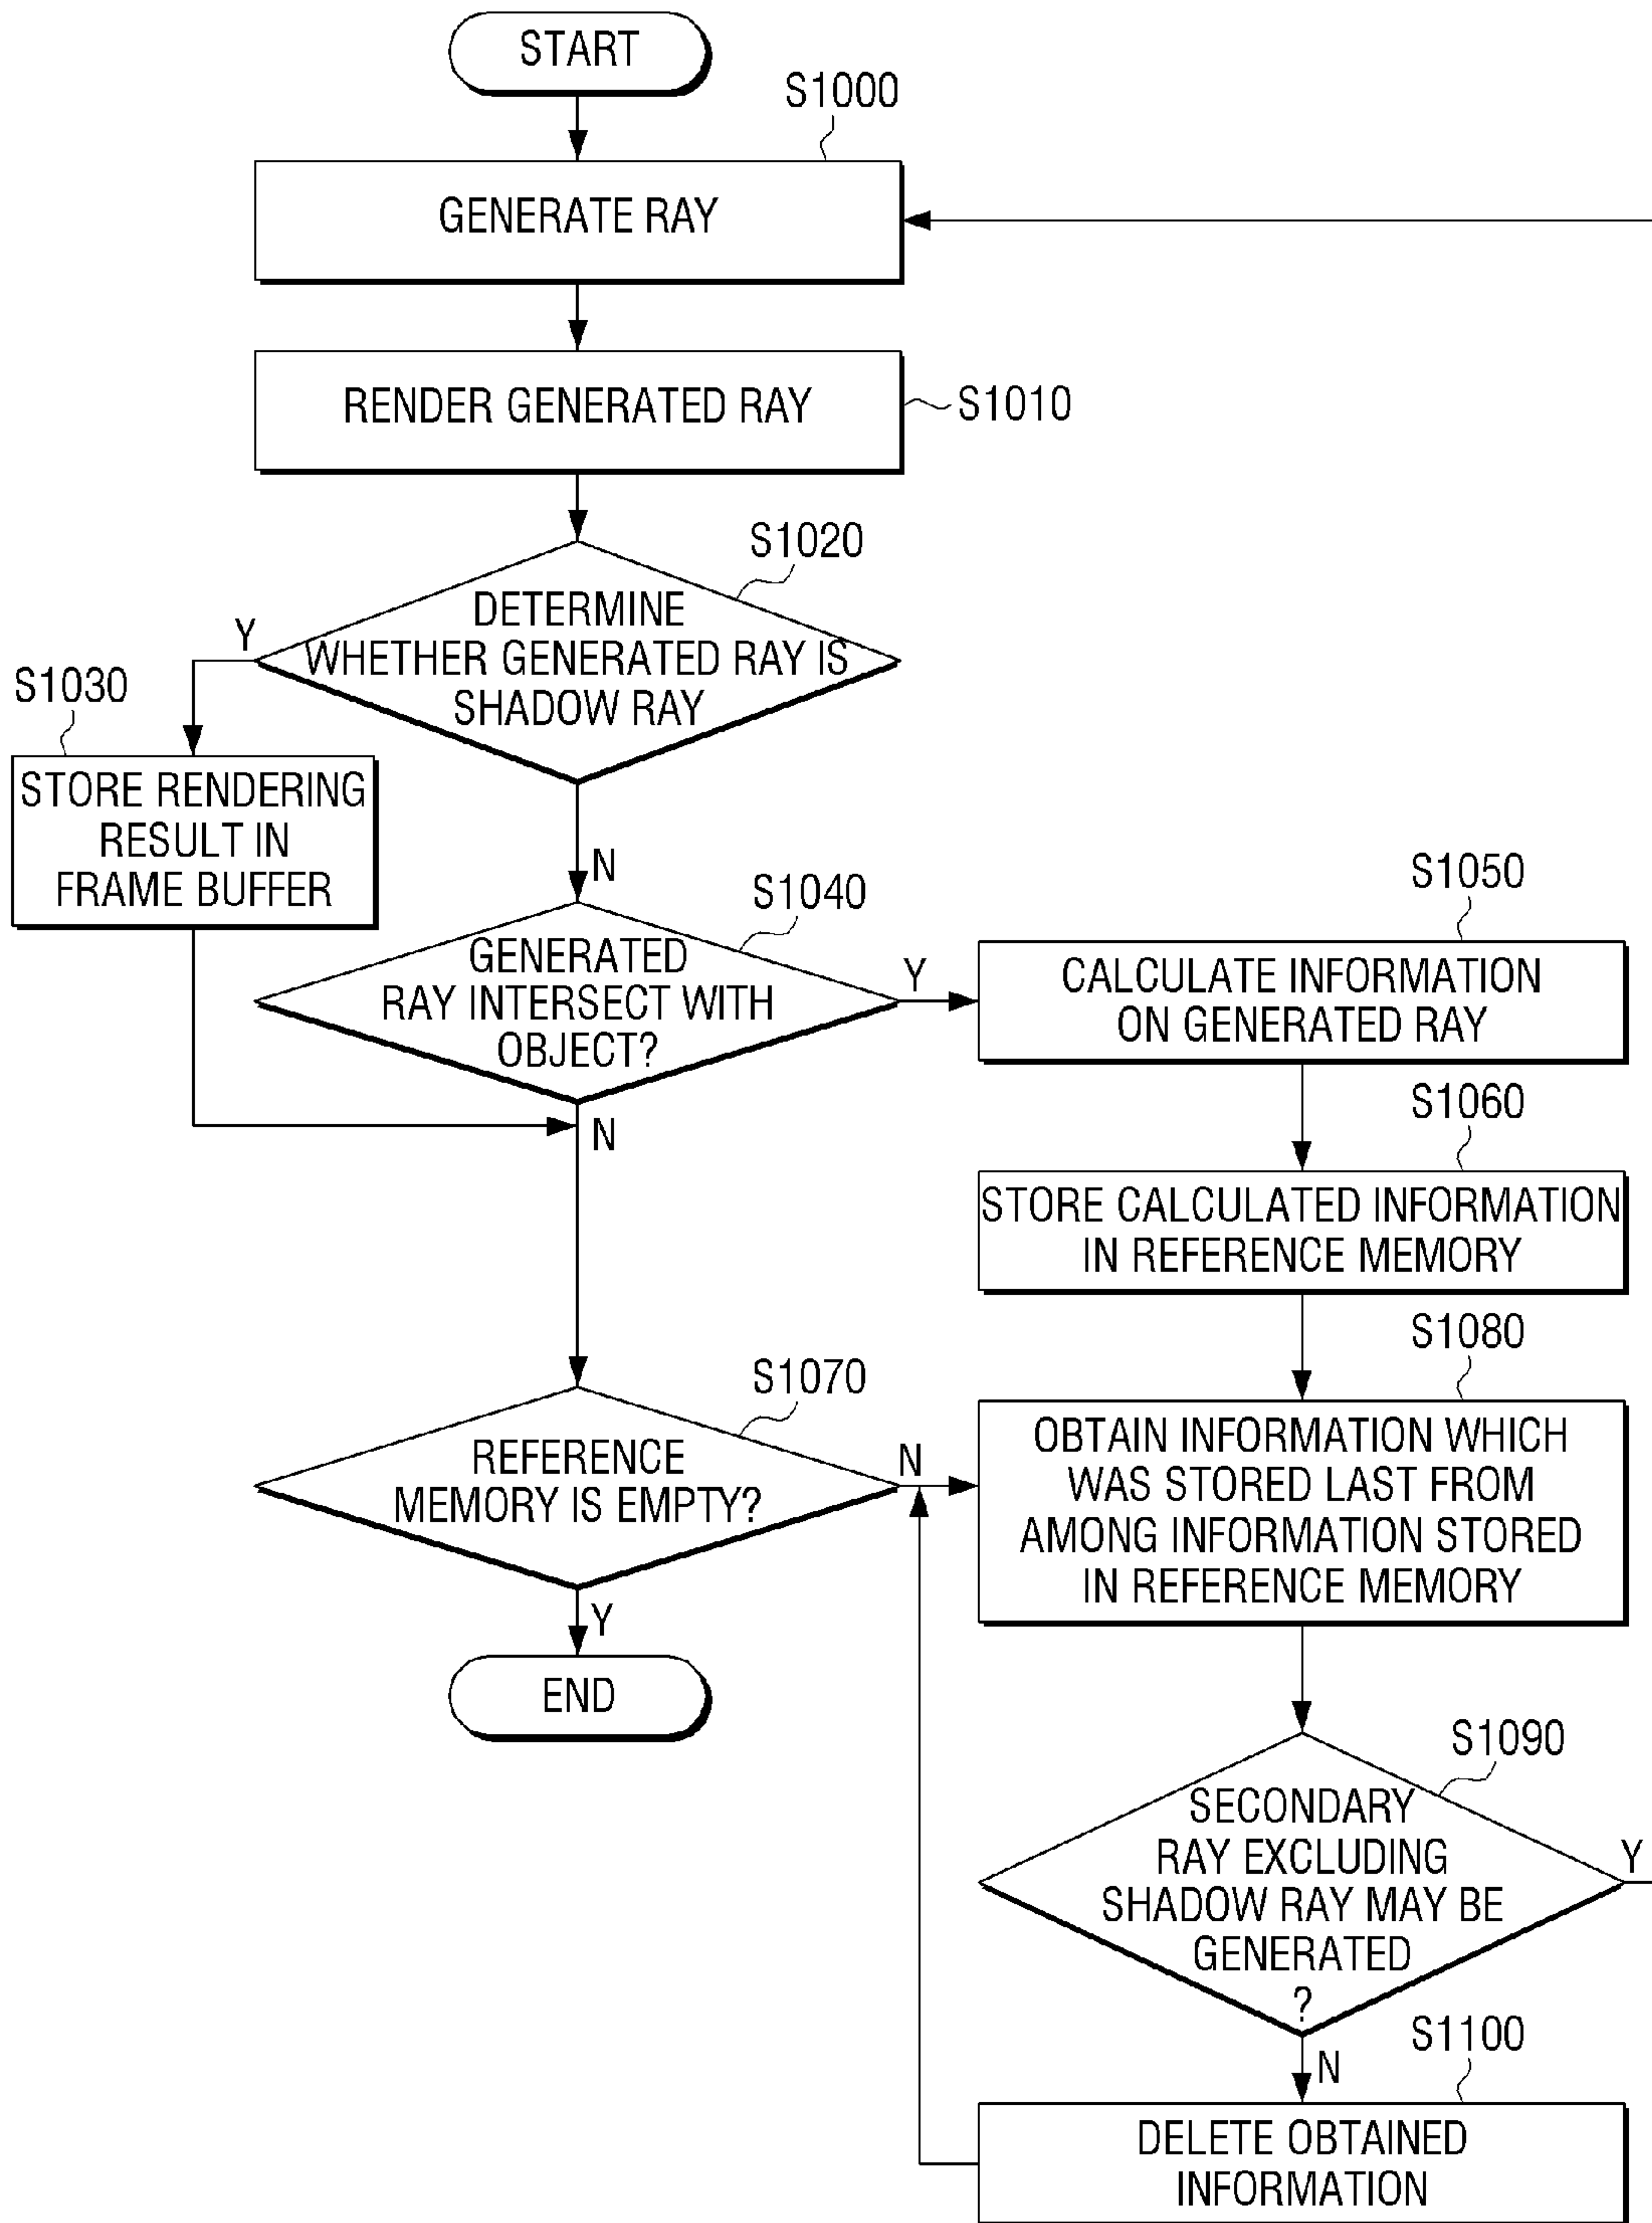 START
S1000
GENERATE RAY
RENDER GENERATED RAY
S1010
S1020
DETERMINE
WHETHER GENERATED RAY IS
SHADOW RAY
Y
S1030
STORE RENDERING
RESULT IN
FRAME BUFFER
N
S1040
GENERATED
RAY INTERSECT WITH
OBJECT?
Y
N
S1050
CALCULATE INFORMATION
ON GENERATED RAY
S1060
STORE CALCULATED INFORMATION
IN REFERENCE MEMORY
S1070
REFERENCE
MEMORY IS EMPTY?
N
Y
END
S1080
OBTAIN INFORMATION WHICH
WAS STORED LAST FROM
AMONG INFORMATION STORED
IN REFERENCE MEMORY
S1090
SECONDARY
RAY EXCLUDING
SHADOW RAY MAY BE
GENERATED
?
Y
N
S1100
DELETE OBTAINED
INFORMATION